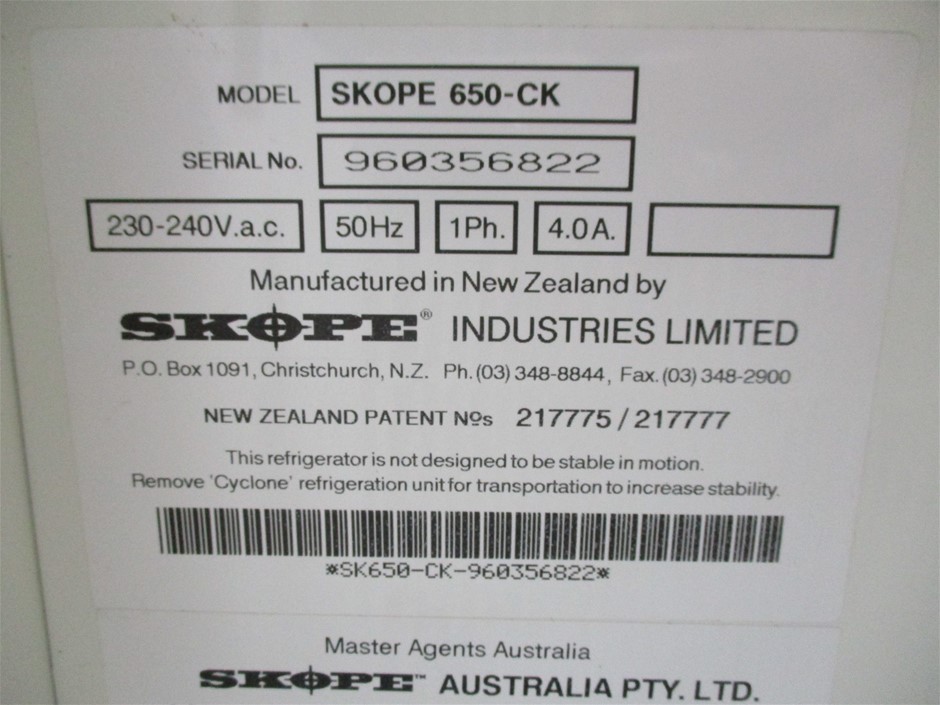 MODEL SKOPE 650-CK
SERIAL No. 960356822
230-240V.a.c. 50Hz 1Ph. 4.0A.
Manufactured in New Zealand by
SKOPE® INDUSTRIES LIMITED
P.O. Box 1091, Christchurch, N.Z. Ph. (03) 348-8844, Fax. (03) 348-2900
NEW ZEALAND PATENT Nºs 217775 / 217777
This refrigerator is not designed to be stable in motion.
Remove 'Cyclone' refrigeration unit for transportation to increase stability.
*SK650-CK-960356822*
Master Agents Australia
SKOPE™ AUSTRALIA PTY. LTD.